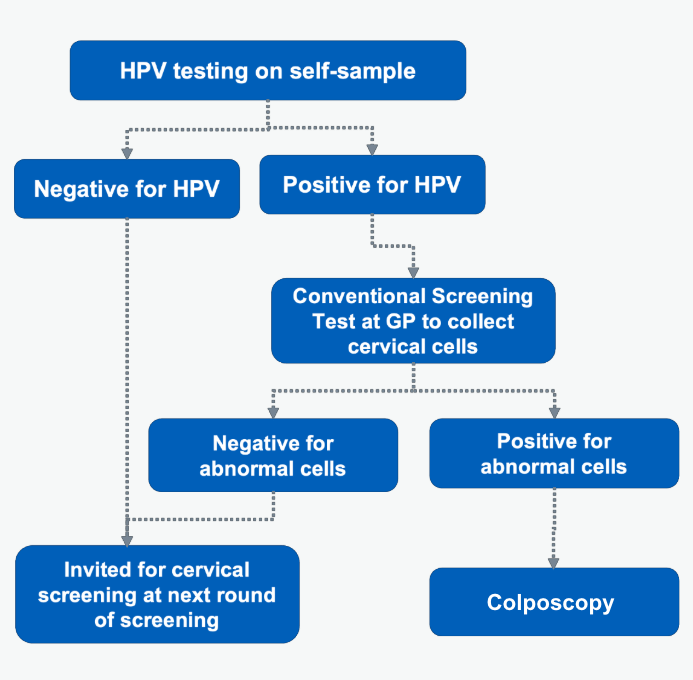 HPV testing on self-sample
Negative for HPV
Positive for HPV
Conventional Screening
Test at GP to collect
cervical cells
Negative for
abnormal cells
Positive for
abnormal cells
Invited for cervical
screening at next round
of screening
Colposcopy